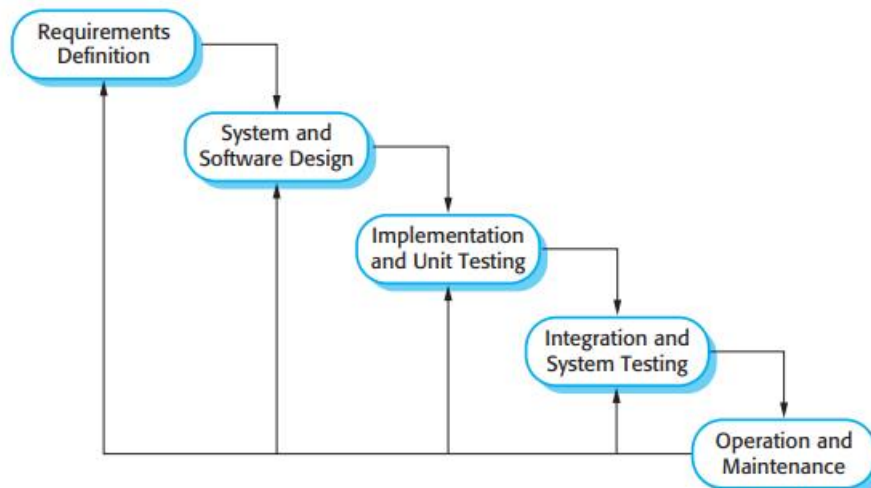 Requirements
Definition
System and
Software Design
Implementation
and Unit Testing
Integration and
System Testing
Operation and
Maintenance